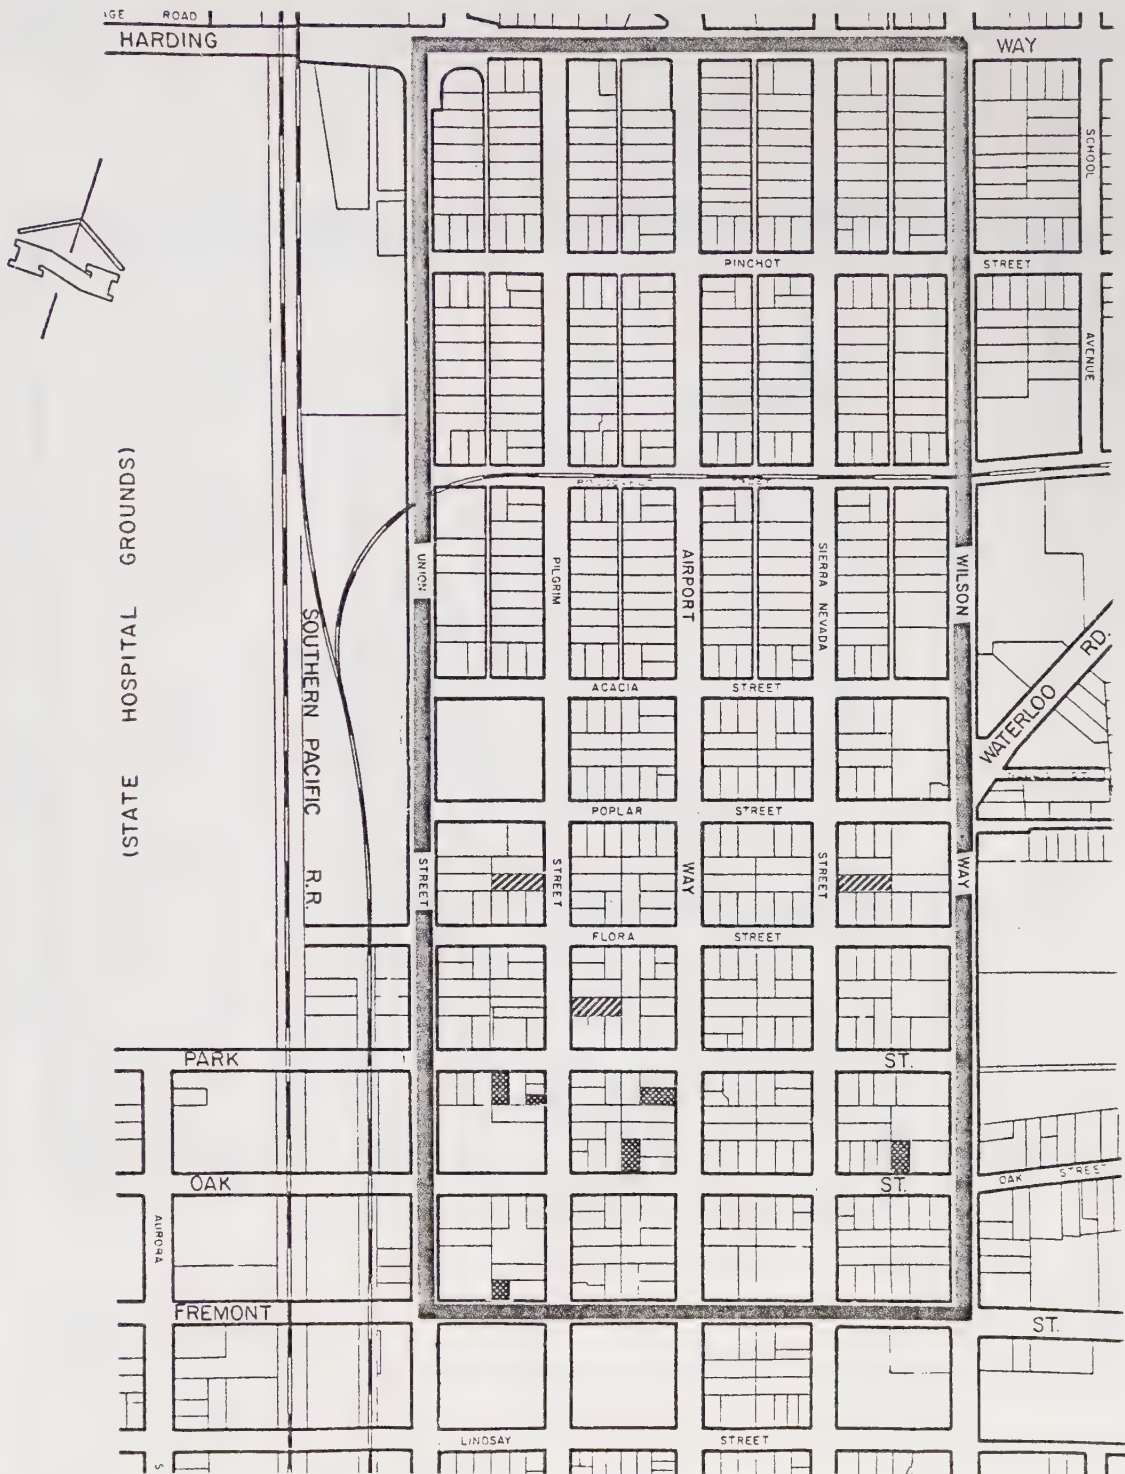 ROAD
HARDING
WAY
SCHOOL
PINCHOT
STREET
AVENUE
(STATE HOSPITAL GROUNDS)
UNION
PILGRIM
AIRPORT
SIERRA NEVADA
WILSON
SOUTHERN PACIFIC R.R.
WATERLOO RD.
ACACIA
STREET
POPLAR
STREET
STREET
STREET
WAY
STREET
WAY
FLORA
STREET
PARK
ST.
OAK
ST.
OAK STREET
AURORA
FREMONT
ST.
LINDSAY
STREET
S